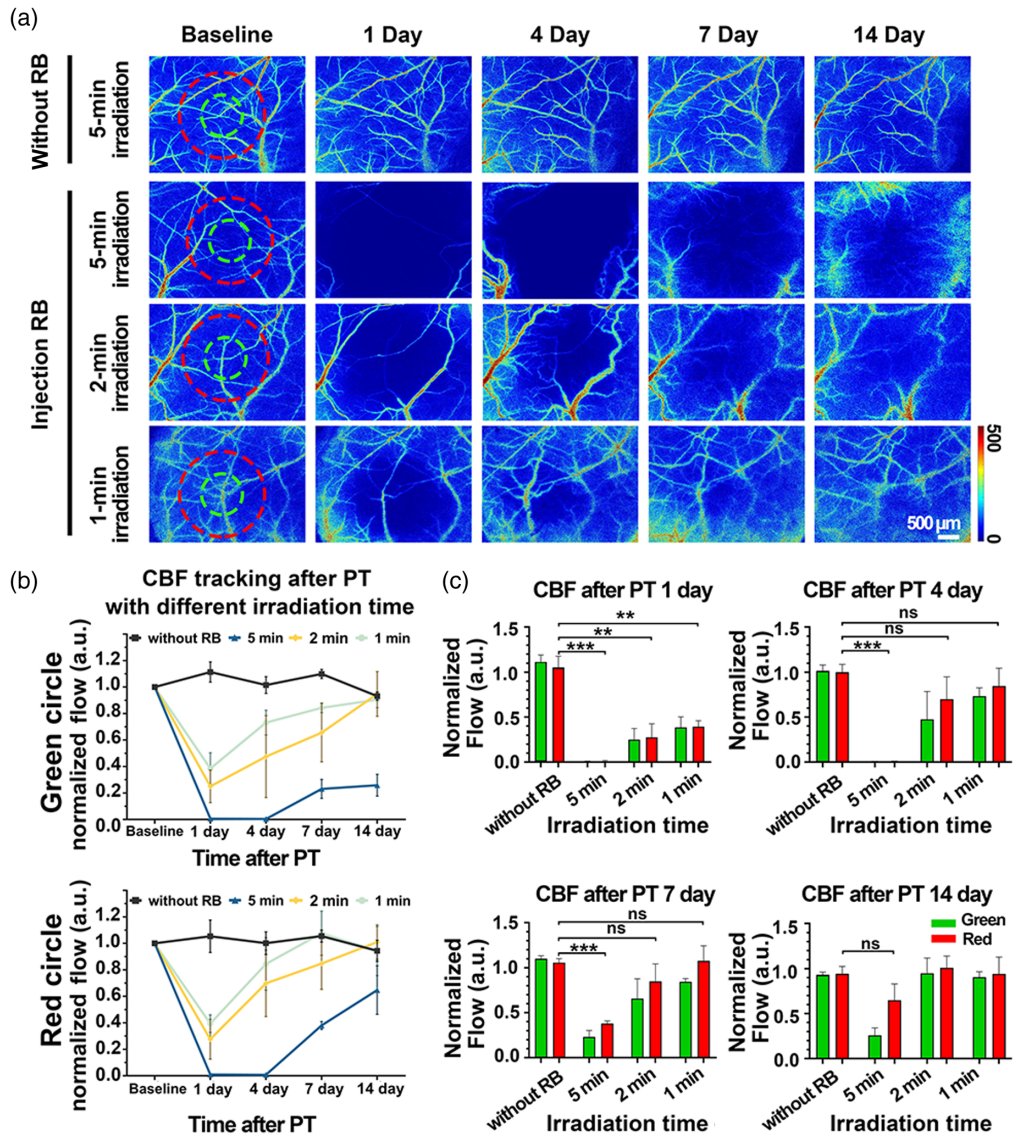 (a)
Baseline 1 Day 4 Day 7 Day 14 Day
Without RB
5-min
irradiation
Injection RB
5-min
irradiation
2-min
irradiation
1-min
irradiation
500
0
500 μm
(b)
CBF tracking after PT
with different irradiation time
without RB 5 min 2 min 1 min
Green circle
normalized flow (a.u.)
1.2
1.0
0.8
0.6
0.4
0.2
0.0
Baseline 1 day 4 day 7 day 14 day
Time after PT
without RB 5 min 2 min 1 min
Red circle
normalized flow (a.u.)
1.2
1.0
0.8
0.6
0.4
0.2
0.0
Baseline 1 day 4 day 7 day 14 day
Time after PT
(c)
CBF after PT 1 day
Normalized
Flow (a.u.)
1.5
1.0
0.5
0.0
**
**
***
without RB 5 min 2 min 1 min
Irradiation time
CBF after PT 4 day
Normalized
Flow (a.u.)
1.5
1.0
0.5
0.0
ns
ns
***
without RB 5 min 2 min 1 min
Irradiation time
CBF after PT 7 day
Normalized
Flow (a.u.)
1.5
1.0
0.5
0.0
ns
ns
***
without RB 5 min 2 min 1 min
Irradiation time
CBF after PT 14 day
Normalized
Flow (a.u.)
1.5
1.0
0.5
0.0
Green
Red
ns
without RB 5 min 2 min 1 min
Irradiation time